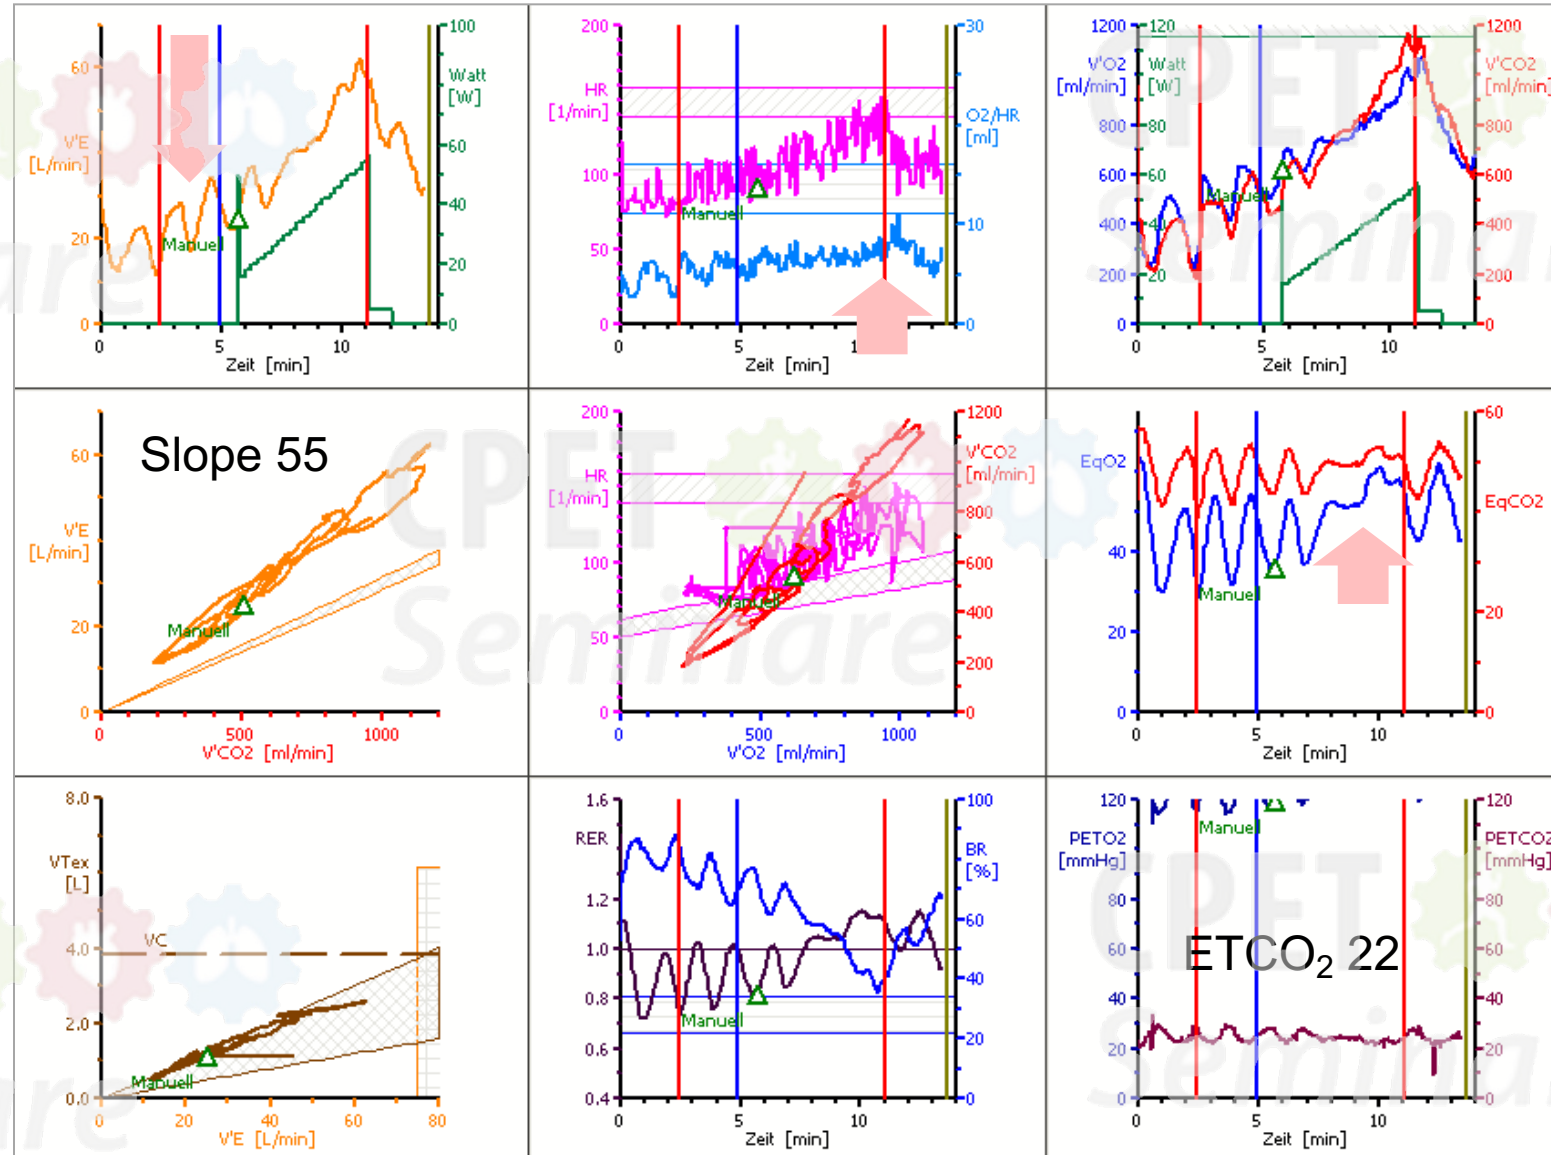 60
20
0
V'E
[L/min]
100
Watt
[W]
60
40
20
0
Manuell
0 5 10
Zeit [min]
200
HR
[1/min]
100
50
0
30
O2/HR
[ml]
10
0
Manuell
0 5 1
Zeit [min]
1200
V'O2
[ml/min]
800
600
400
200
0
120
Watt
[W]
80
60
40
20
1200
V'CO2
[ml/min]
800
600
400
200
0
Manuell
0 5 10
Zeit [min]
Slope 55
60
V'E
[L/min]
20
0
Manuell
0 500 1000
V'CO2 [ml/min]
200
HR
[1/min]
100
50
0
1200
V'CO2
[ml/min]
800
600
400
200
0
Manuell
0 500 1000
V'O2 [ml/min]
EqO2
40
20
0
60
EqCO2
20
0
Manuell
0 5 10
Zeit [min]
8.0
VTex
[L]
4.0
2.0
0.0
VC
Manuell
0 20 40 60 80
V'E [L/min]
1.6
RER
1.2
1.0
0.8
0.6
0.4
100
BR
[%]
60
40
20
0
Manuell
0 5 10
Zeit [min]
120
PETO2
[mmHg]
80
60
40
20
0
120
PETCO2
[mmHg]
80
60
40
20
0
Manuell
ETCO₂ 22
0 5 10
Zeit [min]
CPET
Seminare